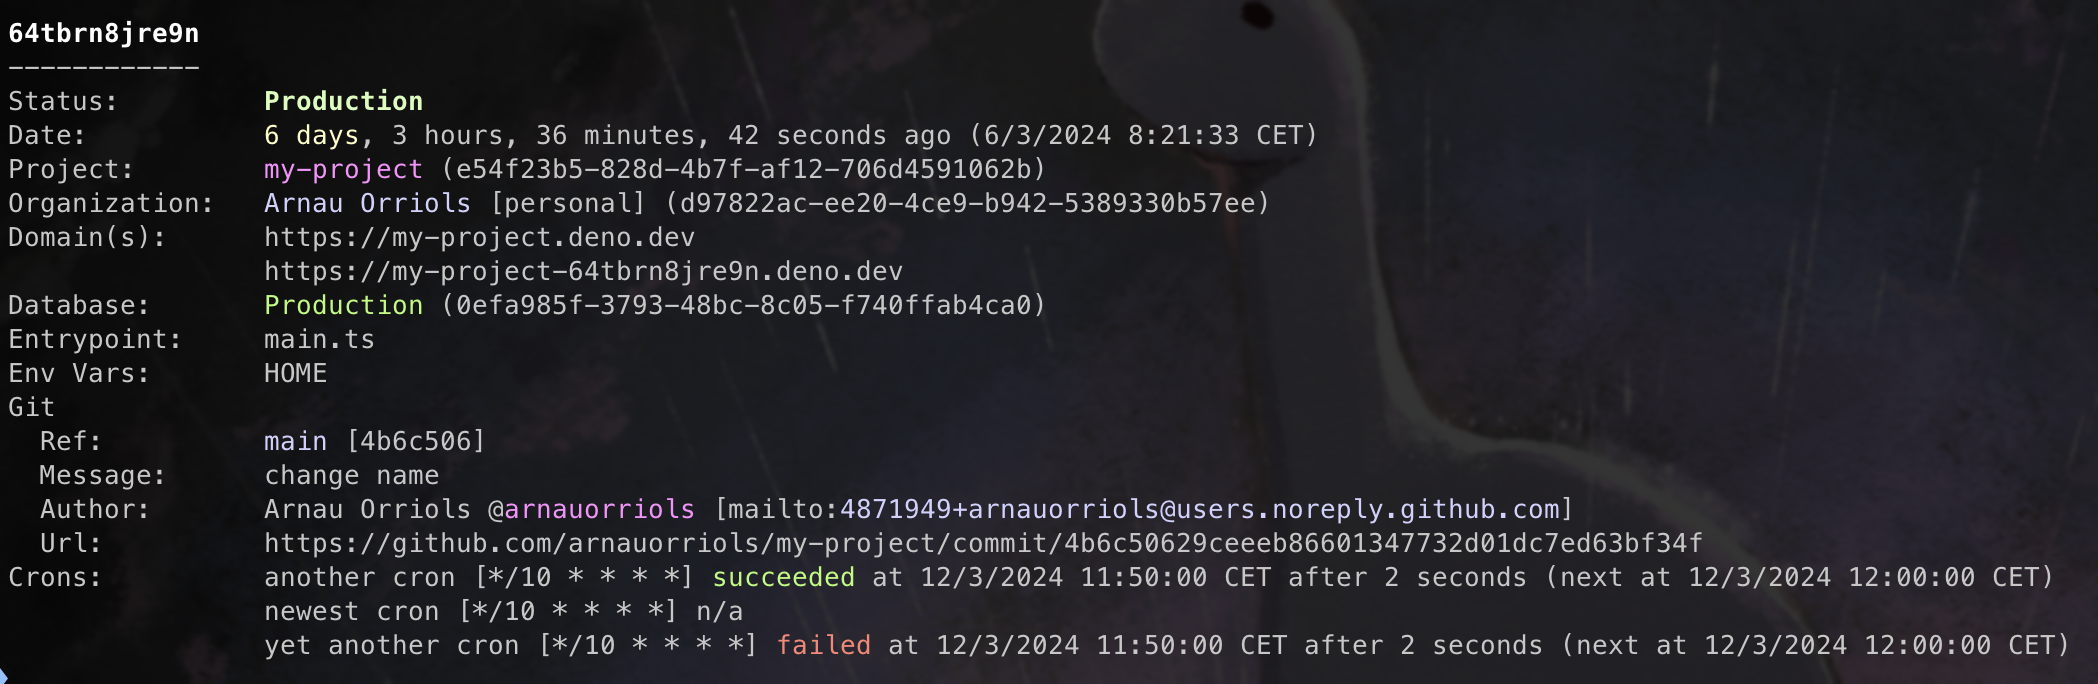 64tbrn8jre9n
------------
Status: Production
Date: 6 days, 3 hours, 36 minutes, 42 seconds ago (6/3/2024 8:21:33 CET)
Project: my-project (e54f23b5-828d-4b7f-af12-706d4591062b)
Organization: Arnau Orriols [personal] (d97822ac-ee20-4ce9-b942-5389330b57ee)
Domain(s): https://my-project.deno.dev
https://my-project-64tbrn8jre9n.deno.dev
Database: Production (0efa985f-3793-48bc-8c05-f740ffab4ca0)
Entrypoint: main.ts
Env Vars: HOME
Git
Ref: main [4b6c506]
Message: change name
Author: Arnau Orriols @arnauorriols [mailto:4871949+arnauorriols@users.noreply.github.com]
Url: https://github.com/arnauorriols/my-project/commit/4b6c50629ceeeb86601347732d01dc7ed63bf34f
Crons: another cron [*/10 * * * *] succeeded at 12/3/2024 11:50:00 CET after 2 seconds (next at 12/3/2024 12:00:00 CET)
newest cron [*/10 * * * *] n/a
yet another cron [*/10 * * * *] failed at 12/3/2024 11:50:00 CET after 2 seconds (next at 12/3/2024 12:00:00 CET)